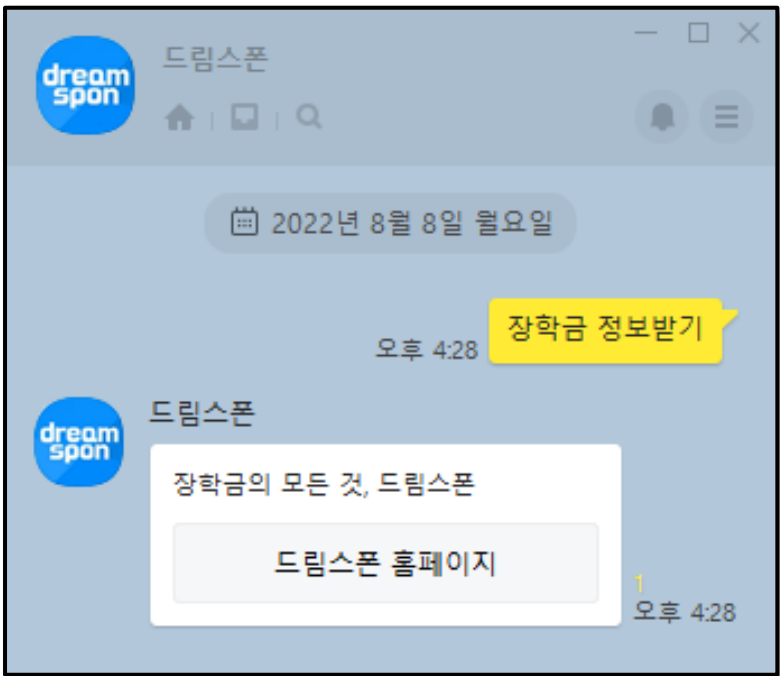 dream
spon
드림스폰
2022년 8월 8일 월요일
장학금 정보받기
오후 4:28
dream
spon
드림스폰
장학금의 모든 것, 드림스폰
드림스폰 홈페이지
1
오후 4:28